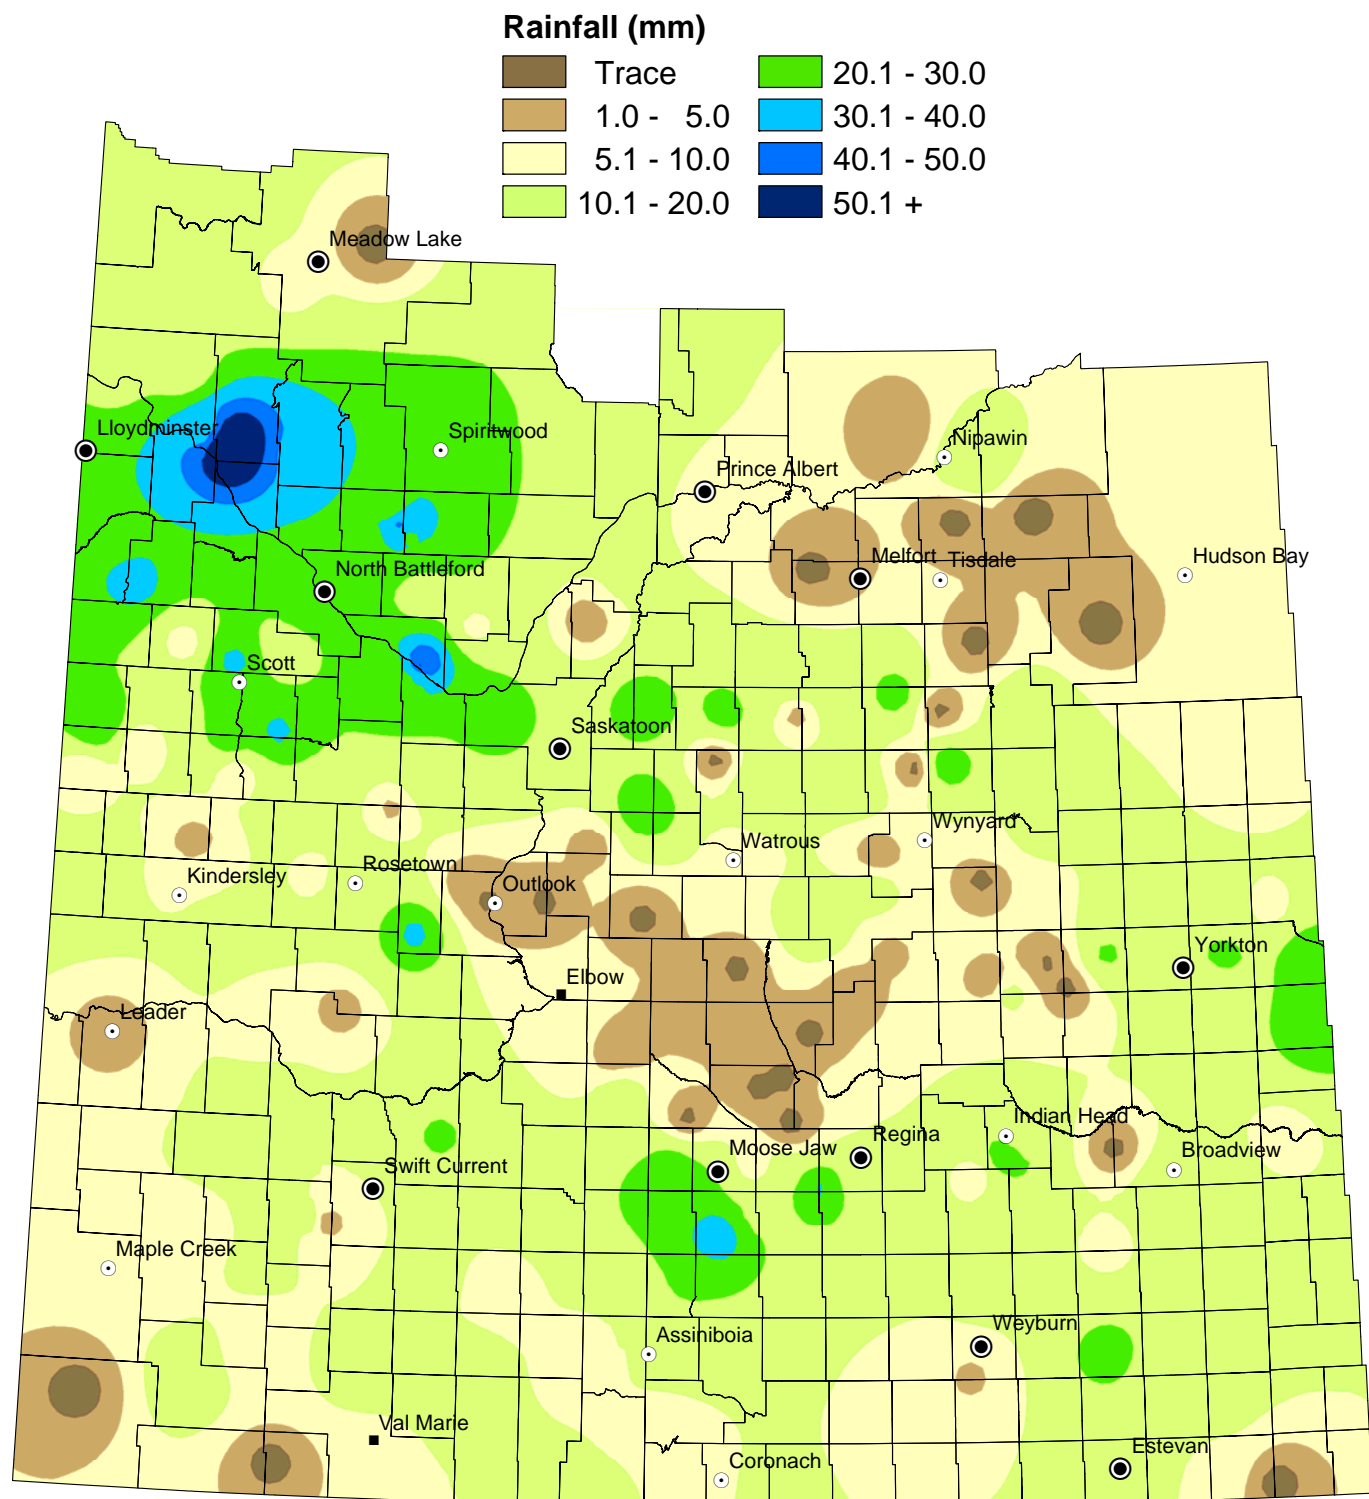 Rainfall (mm)
Trace
20.1 - 30.0
1.0 - 5.0
30.1 - 40.0
5.1 - 10.0
40.1 - 50.0
10.1 - 20.0
50.1 +
Meadow Lake
Lloydminster
Spiritwood
Nipawin
Prince Albert
North Battleford
Melfort
Tisdale
Hudson Bay
Scott
Saskatoon
Watrous
Wynyard
Kindersley
Rosetown
Outlook
Elbow
Yorkton
Leader
Indian Head
Moose Jaw
Regina
Broadview
Swift Current
Maple Creek
Assiniboia
Weyburn
Val Marie
Coronach
Estevan